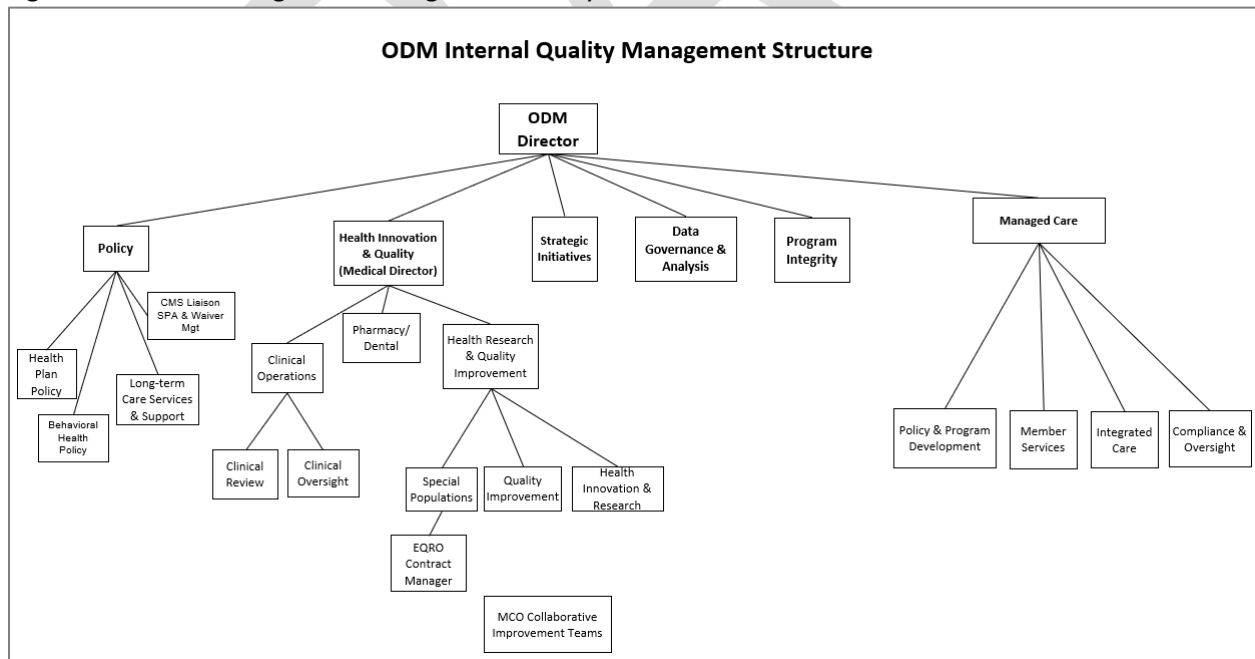 ODM Internal Quality Management Structure
ODM
Director
Policy
Health Innovation
& Quality
(Medical Director)
Strategic
Initiatives
Data
Governance &
Analysis
Program
Integrity
Managed Care
CMS Liaison
SPA & Waiver
Mgt
Health
Plan
Policy
Long-term
Care Services
& Support
Behavioral
Health
Policy
Clinical
Operations
Pharmacy/
Dental
Health Research
& Quality
Improvement
Clinical
Review
Clinical
Oversight
Special
Populations
Quality
Improvement
Health
Innovation &
Research
EQRO
Contract
Manager
MCO Collaborative
Improvement Teams
Policy & Program
Development
Member
Services
Integrated
Care
Compliance &
Oversight